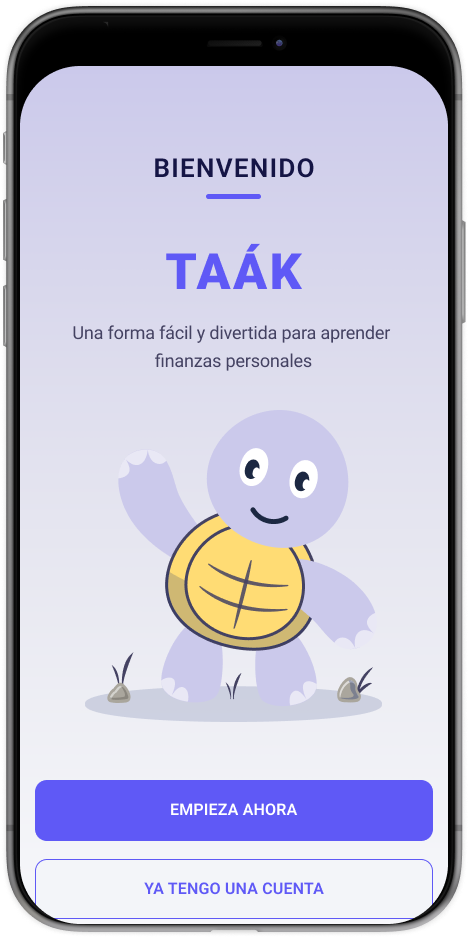 BIENVENIDO
TAÁK
Una forma fácil y divertida para aprender
finanzas personales
EMPIEZA AHORA
YA TENGO UNA CUENTA